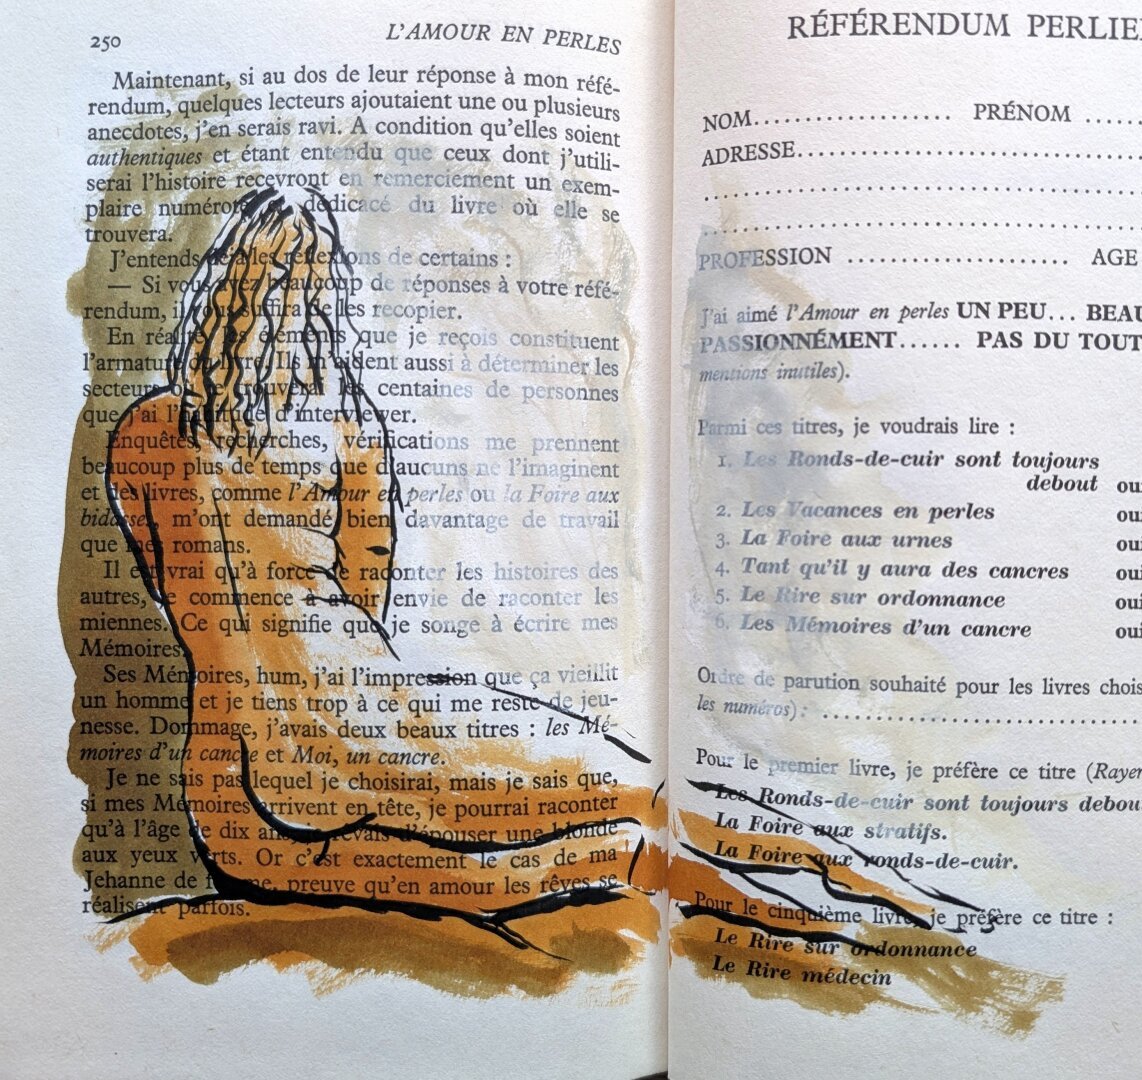 250
L'AMOUR EN PERLES
Maintenant, si au dos de leur réponse à mon réfé-
rendum, quelques lecteurs ajoutaient une ou plusieurs
anecdotes, j'en serais ravi. A condition qu'elles soient
authentiques et étant entendu que ceux dont j'utili-
serai l'histoire recevront en remerciement un exem-
plaire numéroté et dédicacé du livre où elle se
trouvera.
J'entends déjà les réflexions de certains :
— Si vous avez beaucoup de réponses à votre réfé-
rendum, il vous suffira de les recopier.
En réalité les éléments que je reçois constituent
l'armature du livre. Ils m'aident aussi à déterminer les
secteurs où je trouverai les centaines de personnes
que j'ai l'habitude d'interviewer.
Enquêtes, recherches, vérifications me prennent
beaucoup plus de temps que d'aucuns ne l'imaginent
et des livres, comme l'Amour en perles ou la Foire aux
bidasses, m'ont demandé bien davantage de travail
que mes romans.
Il est vrai qu'à force de raconter les histoires des
autres, je commence à avoir envie de raconter les
miennes. Ce qui signifie que je songe à écrire mes
Mémoires.
Ses Mémoires, hum, j'ai l'impression que ça vieillit
un homme et je tiens trop à ce qui me reste de jeu-
nesse. Dommage, j'avais deux beaux titres : les Mé-
moires d'un cancre et Moi, un cancre.
Je ne sais pas lequel je choisirai, mais je sais que,
si mes Mémoires arrivent en tête, je pourrai raconter
qu'à l'âge de dix ans, je rêvais d'épouser une blonde
aux yeux verts. Or c'est exactement le cas de ma
Jehanne de femme, preuve qu'en amour les rêves se
réalisent parfois.
RÉFÉRENDUM PERLIE
NOM.................... PRÉNOM ......
ADRESSE........................................
........................................
........................................
PROFESSION ..................... AGE
J'ai aimé l'Amour en perles UN PEU... BEAU
PASSIONNÉMENT...... PAS DU TOUT
mentions inutiles).
Parmi ces titres, je voudrais lire :
1. Les Ronds-de-cuir sont toujours
debout oui
2. Les Vacances en perles oui
3. La Foire aux urnes oui
4. Tant qu'il y aura des cancres oui
5. Le Rire sur ordonnance oui
6. Les Mémoires d'un cancre oui
Ordre de parution souhaité pour les livres chois
les numéros) : ........................................
Pour le premier livre, je préfère ce titre (Rayer
Les Ronds-de-cuir sont toujours debou
La Foire aux stratifs.
La Foire aux ronds-de-cuir.
Pour le cinquième livre, je préfère ce titre :
Le Rire sur ordonnance
Le Rire médecin